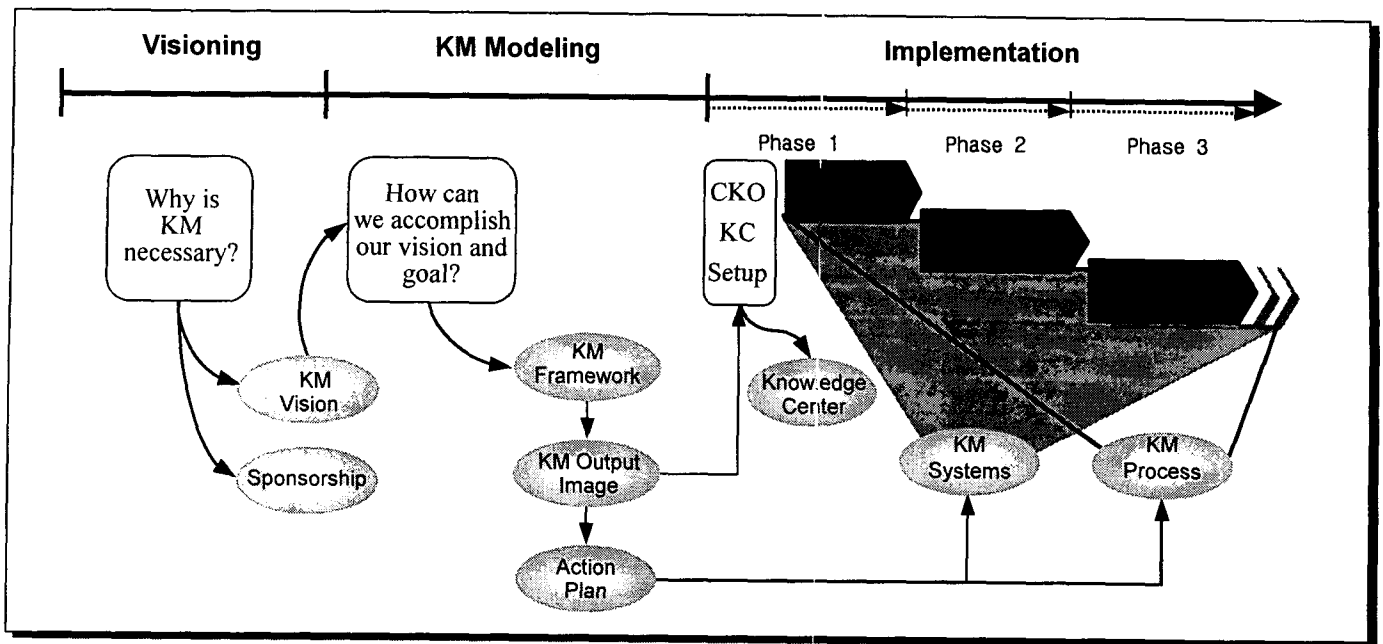 Visioning
KM Modeling
Implementation
Phase 1
Phase 2
Phase 3
Why is
KM
necessary?
How can
we accomplish
our vision and
goal?
CKO
KC
Setup
KM
Vision
Sponsorship
KM
Framework
KM Output
Image
Action
Plan
Knowledge
Center
KM
Systems
KM
Process